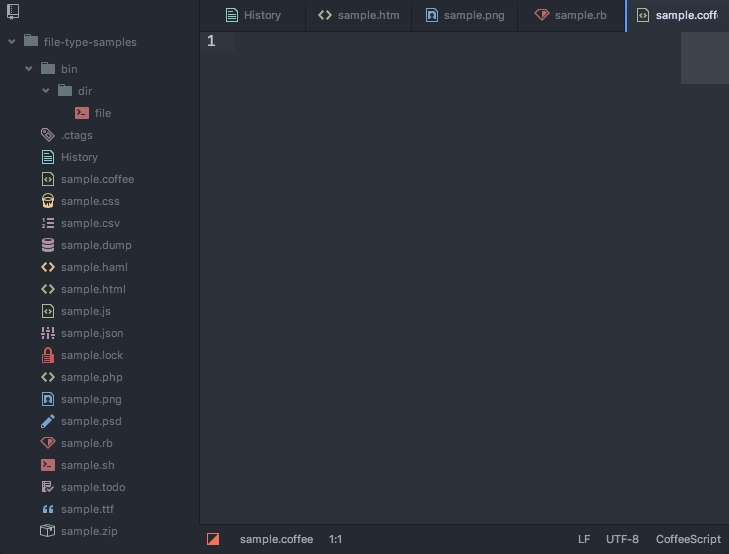 History
sample.htm
sample.png
sample.rb
sample.coff
file-type-samples
bin
dir
file
.ctags
History
sample.coffee
sample.css
sample.csv
sample.dump
sample.haml
sample.html
sample.js
sample.json
sample.lock
sample.php
sample.png
sample.psd
sample.rb
sample.sh
sample.todo
sample.ttf
sample.zip
1
sample.coffee 1:1 LF UTF-8 CoffeeScript